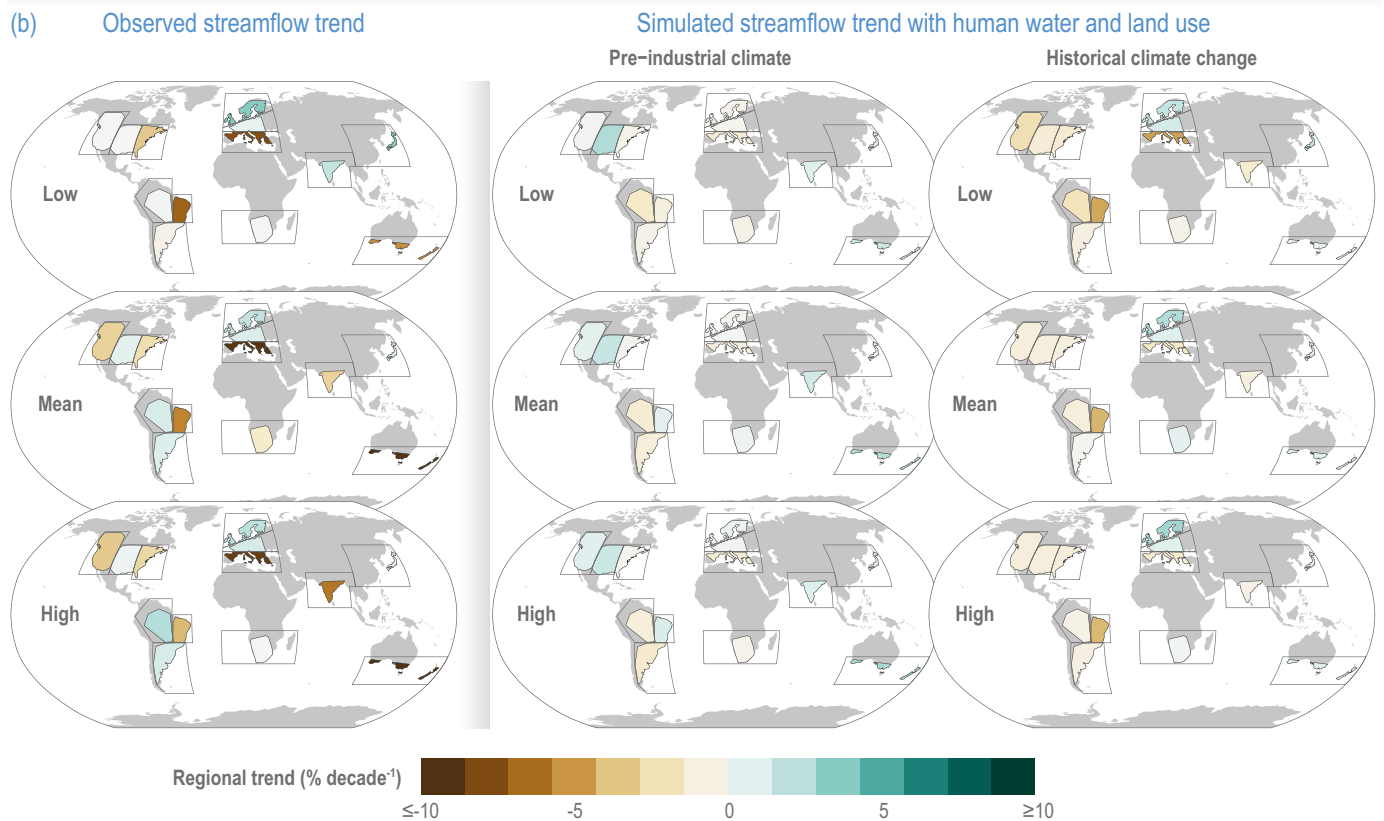 (b) Observed streamflow trend Simulated streamflow trend with human water and land use
Pre−industrial climate Historical climate change
Low Low Low
Mean Mean Mean
High High High
Regional trend (% decade⁻¹)
≤-10 -5 0 5 ≥10